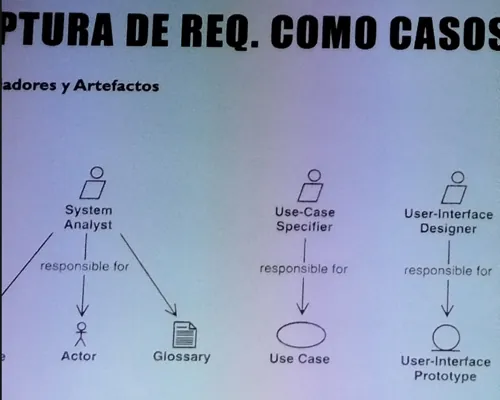 PTURA DE REQ. COMO CASOS
adores y Artefactos
System
Analyst
Use-Case
Specifier
User-Interface
Designer
responsible for
responsible for
responsible for
Actor
Glossary
Use Case
User-Interface
Prototype